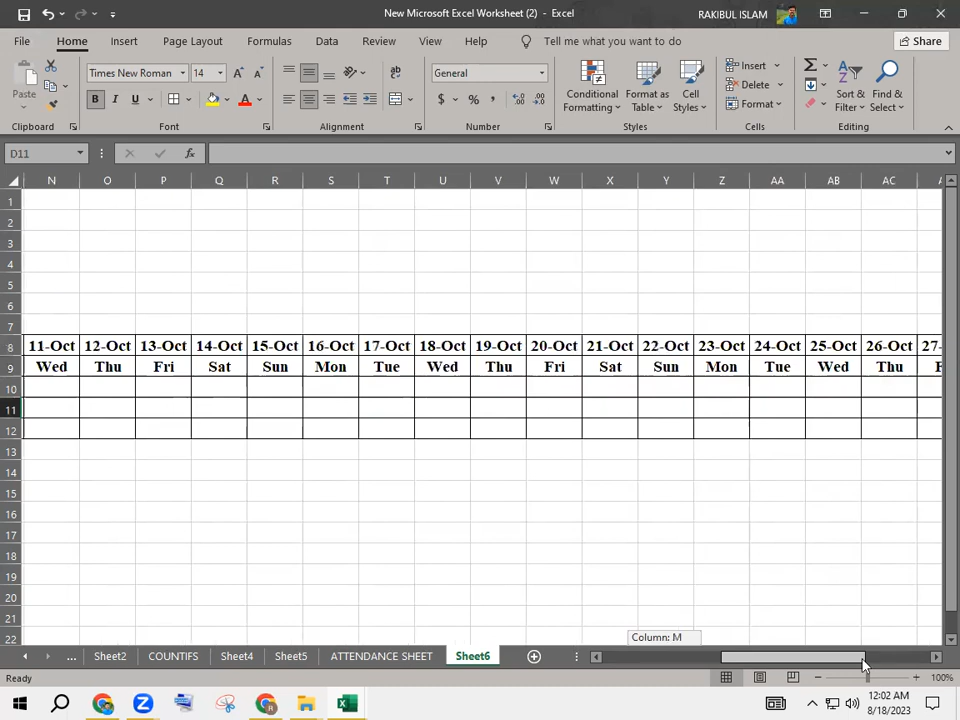 New Microsoft Excel Worksheet (2) - Excel
RAKIBUL ISLAM
File Home Insert Page Layout Formulas Data Review View Help Tell me what you want to do Share
Paste
Times New Roman 14
B I U A
General
$ % ,
Conditional Formatting
Format as Table
Cell Styles
Insert
Delete
Format
Sort & Filter
Find & Select
Clipboard Font Alignment Number Styles Cells Editing
D11 fx
N O P Q R S T U V W X Y Z AA AB AC
1
2
3
4
5
6
7
8 11-Oct 12-Oct 13-Oct 14-Oct 15-Oct 16-Oct 17-Oct 18-Oct 19-Oct 20-Oct 21-Oct 22-Oct 23-Oct 24-Oct 25-Oct 26-Oct 27-
9 Wed Thu Fri Sat Sun Mon Tue Wed Thu Fri Sat Sun Mon Tue Wed Thu F
10
11
12
13
14
15
16
17
18
19
20
21
22
Column: M
... Sheet2 COUNTIFS Sheet4 Sheet5 ATTENDANCE SHEET Sheet6
Ready 100%
12:02 AM
8/18/2023